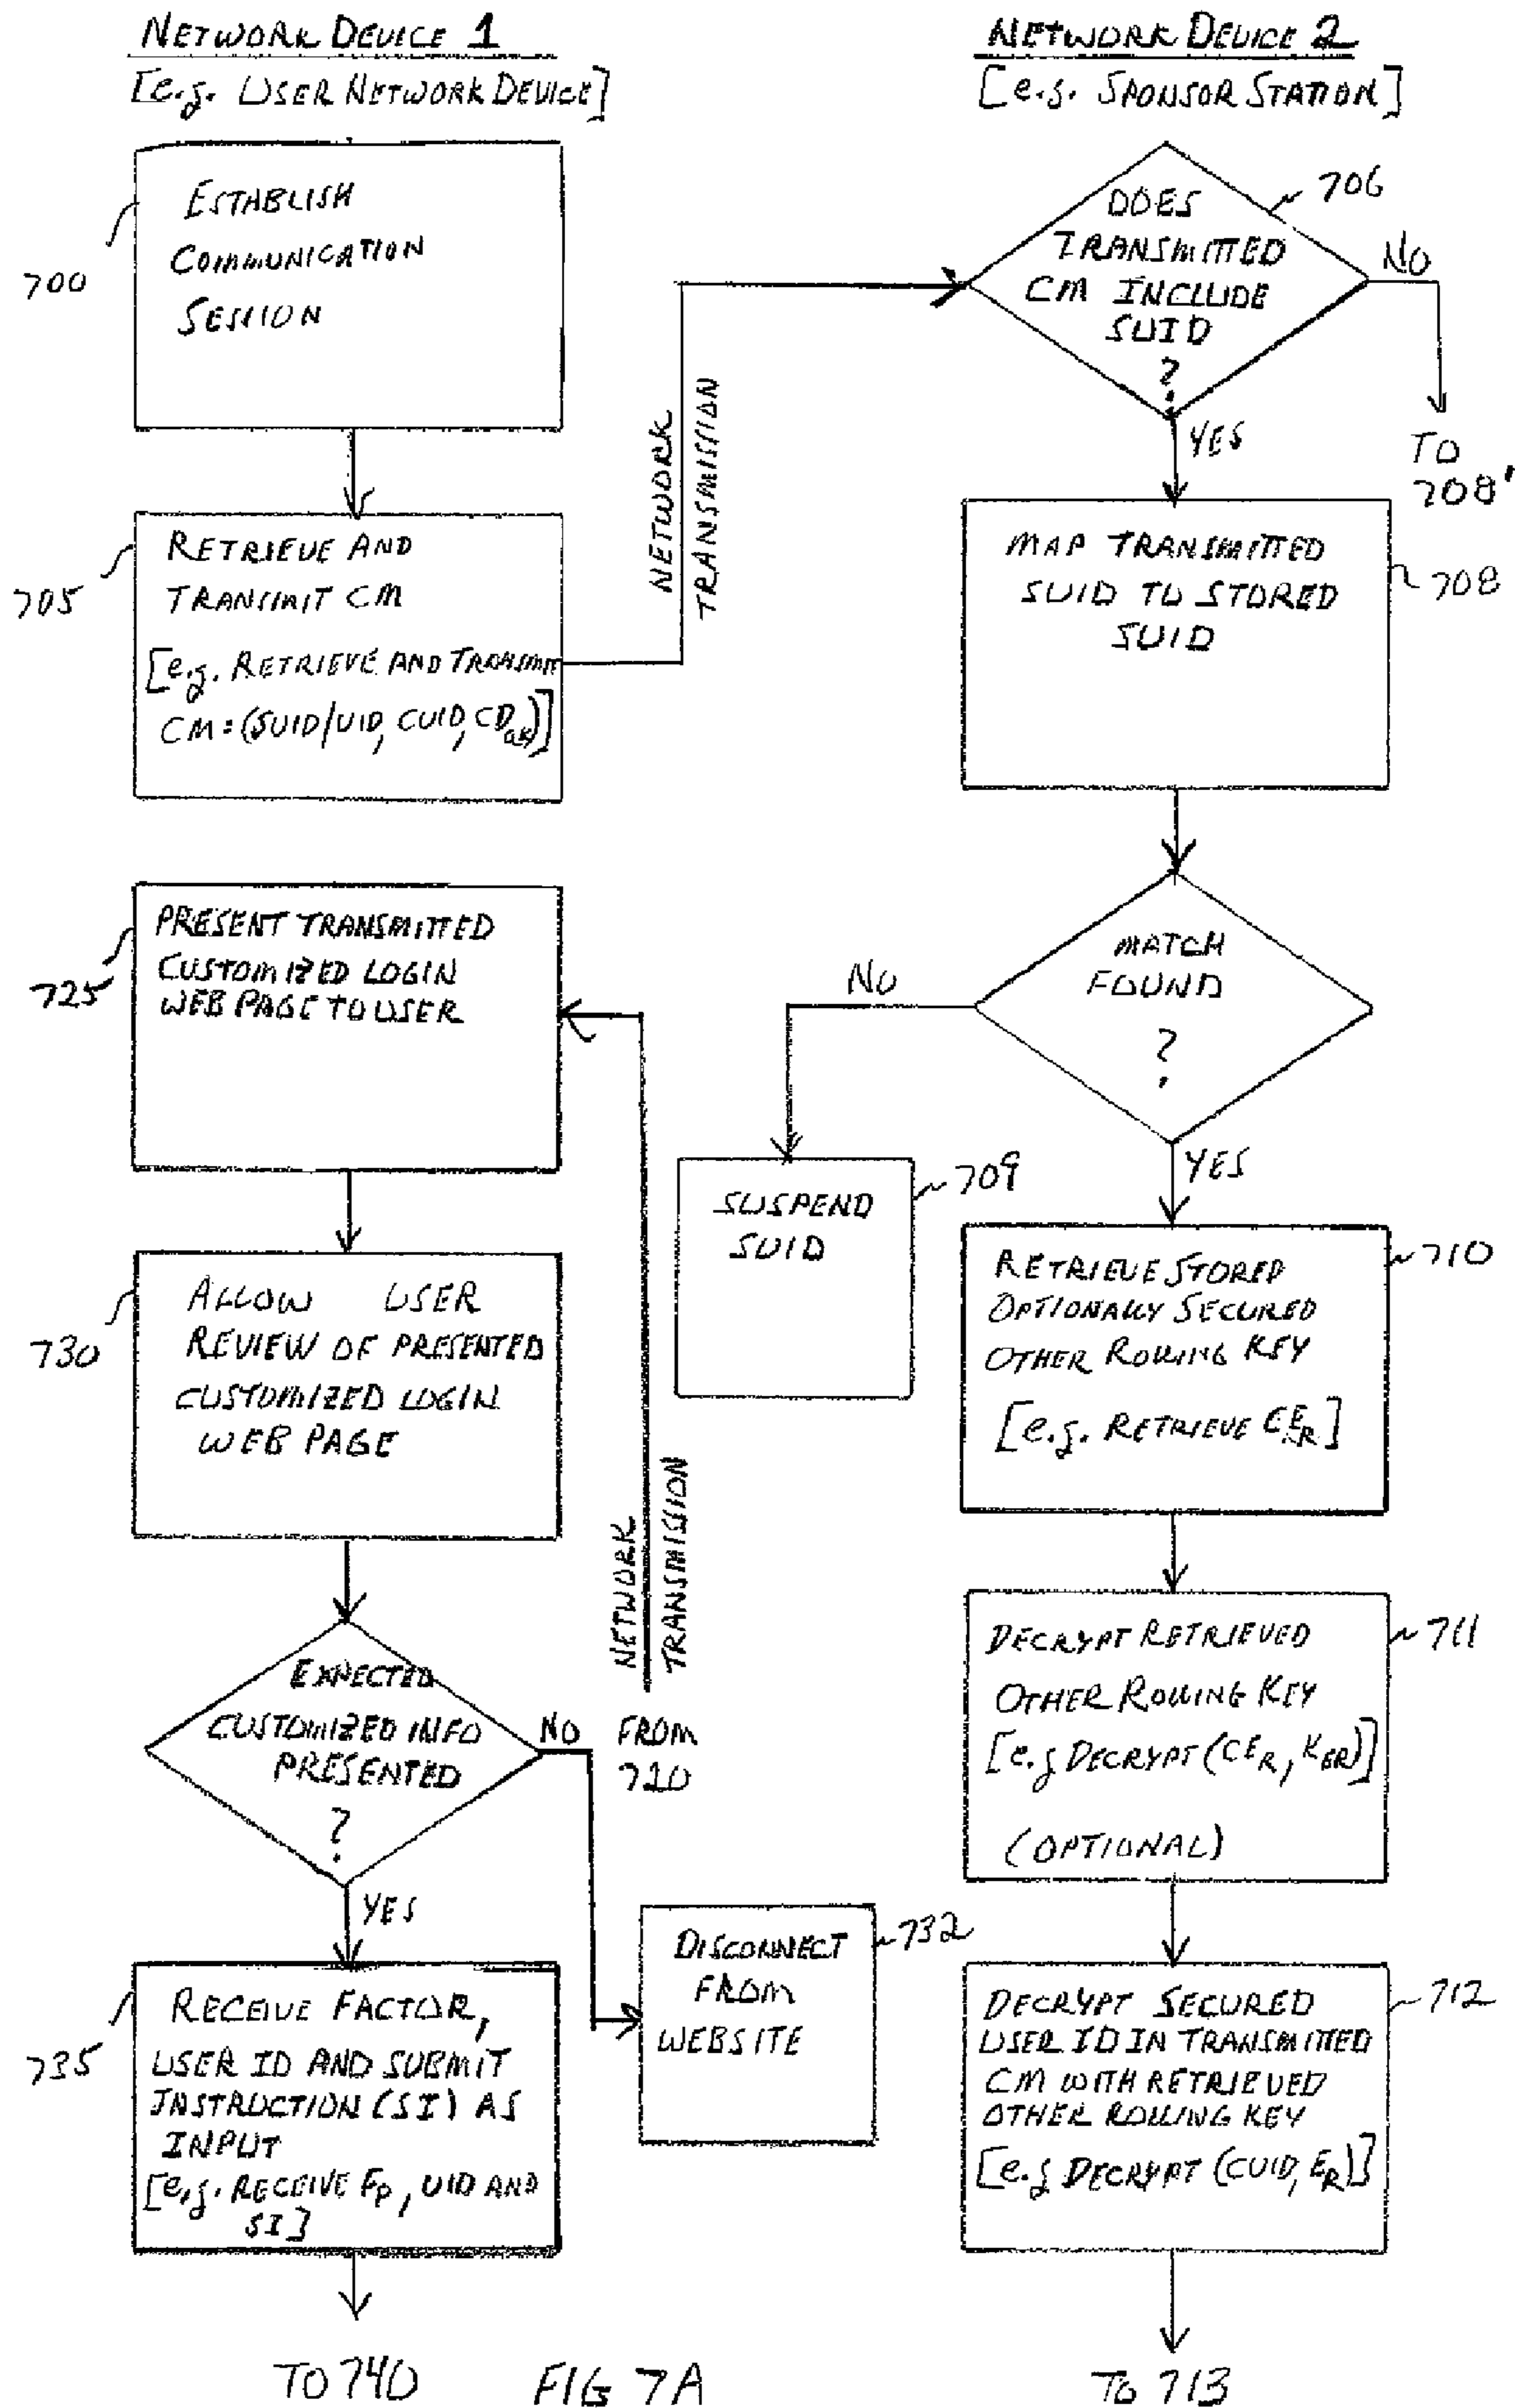 NETWORK DEVICE 1
[e.g. USER NETWORK DEVICE]
700
ESTABLISH
COMMUNICATION
SESSION
705
RETRIEVE AND
TRANSMIT CM
[e.g. RETRIEVE AND TRANSMIT
CM=(SUID/UID, CUID, CD
NETWORK
TRANSMISSION
725
PRESENT TRANSMITTED
CUSTOMIZED LOGIN
WEB PAGE TO USER
730
ALLOW USER
REVIEW OF PRESENTED
CUSTOMIZED LOGIN
WEB PAGE
NETWORK
TRANSMISSION
FROM
720
EXPECTED
CUSTOMIZED INFO
PRESENTED
?
NO
YES
732
DISCONNECT
FROM
WEBSITE
735
RECEIVE FACTOR,
USER ID AND SUBMIT
INSTRUCTION (SI) AS
INPUT
[e.g. RECEIVE FP, UID AND
SI]
TO 740
NETWORK DEVICE 2
[e.g. SPONSOR STATION]
706
DOES
TRANSMITTED
CM INCLUDE
SUID
?
NO
TO
708'
YES
MAP TRANSMITTED
SUID TO STORED
SUID
708
MATCH
FOUND
?
NO
YES
709
SUSPEND
SUID
710
RETRIEVE STORED
OPTIONALLY SECURED
OTHER ROLLING KEY
[e.g. RETRIEVE CER]
711
DECRYPT RETRIEVED
OTHER ROLLING KEY
[e.g DECRYPT (CER, KER)]
(OPTIONAL)
712
DECRYPT SECURED
USER ID IN TRANSMITTED
CM WITH RETRIEVED
OTHER ROLLING KEY
[e.g DECRYPT (CUID, ER)]
TO 713
FIG 7A